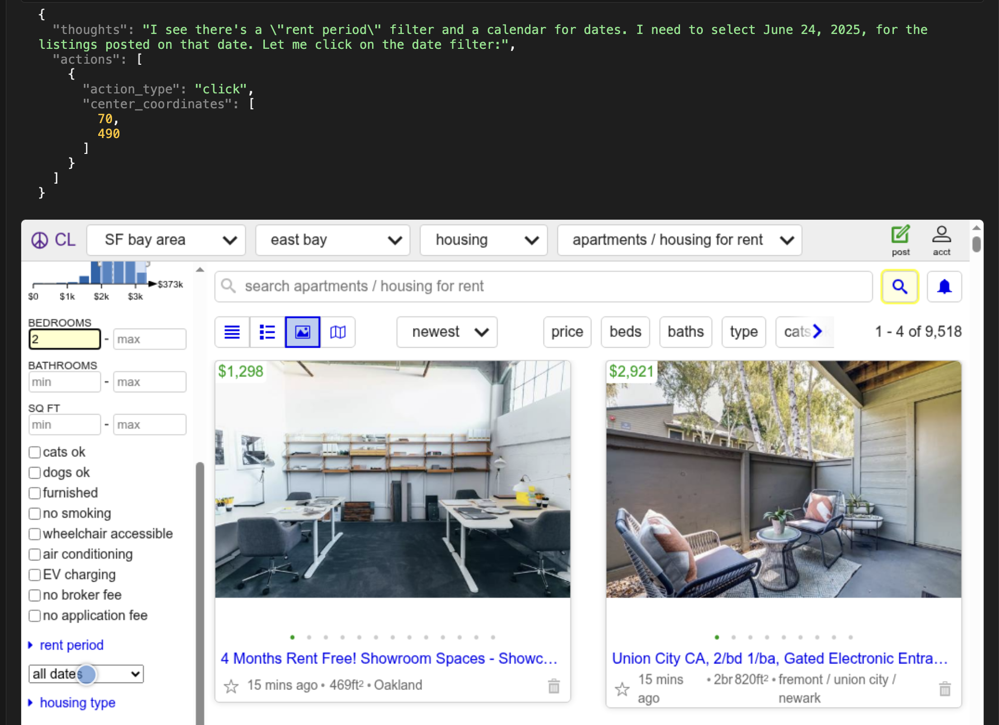 {
"thoughts": "I see there's a \"rent period\" filter and a calendar for dates. I need to select June 24, 2025, for the
listings posted on that date. Let me click on the date filter:",
"actions": [
{
"action_type": "click",
"center_coordinates": [
70,
490
]
}
]
}
CL
SF bay area
east bay
housing
apartments / housing for rent
post
acct
$373k
$0 $1k $2k $3k
BEDROOMS
2 - max
BATHROOMS
min - max
SQ FT
min - max
cats ok
dogs ok
furnished
no smoking
wheelchair accessible
air conditioning
EV charging
no broker fee
no application fee
rent period
all dates
housing type
search apartments / housing for rent
newest
price
beds
baths
type
cats
1 - 4 of 9,518
$1,298
4 Months Rent Free! Showroom Spaces - Showc...
15 mins ago • 469ft² • Oakland
$2,921
Union City CA, 2/bd 1/ba, Gated Electronic Entra...
15 mins ago • 2br 820ft² • fremont / union city / newark